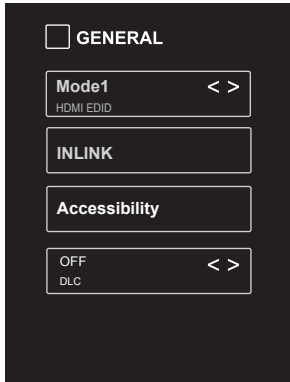 GENERAL
Mode1 < >
HDMI EDID
INLINK
Accessibility
OFF < >
DLC